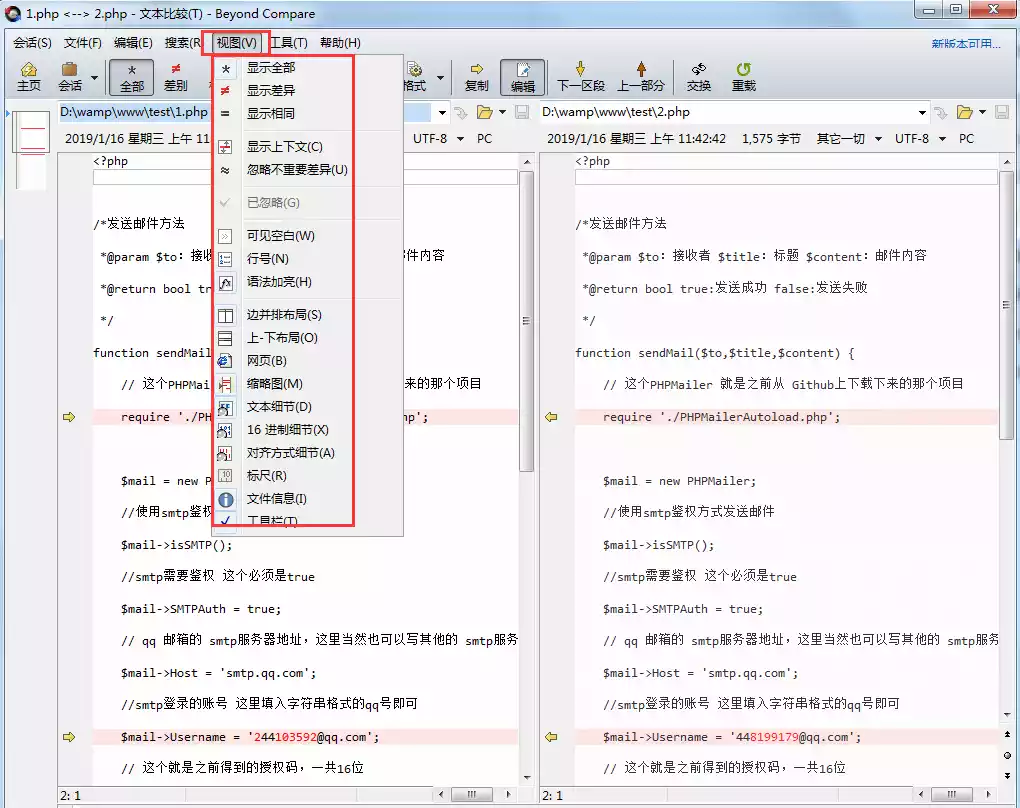 1.php <--> 2.php - 文本比较(T) - Beyond Compare
会话(S) 文件(F) 编辑(E) 搜索(R 视图(V) 工具(T) 帮助(H) 新版本可用...
主页 会话 全部 差别 格式 复制 编辑 下一区段 上一部分 交换 重载
D:\wamp\www\test\1.php
2019/1/16 星期三 上午 11 UTF-8 PC
D:\wamp\www\test\2.php
2019/1/16 星期三 上午 11:42:42 1,575 字节 其它一切 UTF-8 PC
显示全部
显示差异
显示相同
显示上下文(C)
忽略不重要差异(U)
已忽略(G)
可见空白(W)
行号(N)
语法加亮(H)
边并排布局(S)
上-下布局(O)
网页(B)
缩略图(M)
文本细节(D)
16 进制细节(X)
对齐方式细节(A)
标尺(R)
文件信息(I)
工具栏(T)
<?php
/*发送邮件方法
*@param $to：接收 件内容
*@return bool tr
*/
function sendMail
// 这个PHPMai 来的那个项目
require './PH hp';
$mail = new P
//使用smtp鉴权
$mail->isSMTP();
//smtp需要鉴权 这个必须是true
$mail->SMTPAuth = true;
// qq 邮箱的 smtp服务器地址，这里当然也可以写其他的 smtp服务
$mail->Host = 'smtp.qq.com';
//smtp登录的账号 这里填入字符串格式的qq号即可
$mail->Username = '244103592@qq.com';
// 这个就是之前得到的授权码，一共16位
2: 1
<?php
/*发送邮件方法
*@param $to：接收者 $title：标题 $content：邮件内容
*@return bool true:发送成功 false:发送失败
*/
function sendMail($to,$title,$content) {
// 这个PHPMailer 就是之前从 Github上下载下来的那个项目
require './PHPMailerAutoload.php';
$mail = new PHPMailer;
//使用smtp鉴权方式发送邮件
$mail->isSMTP();
//smtp需要鉴权 这个必须是true
$mail->SMTPAuth = true;
// qq 邮箱的 smtp服务器地址，这里当然也可以写其他的 smtp服务
$mail->Host = 'smtp.qq.com';
//smtp登录的账号 这里填入字符串格式的qq号即可
$mail->Username = '448199179@qq.com';
// 这个就是之前得到的授权码，一共16位
2: 1